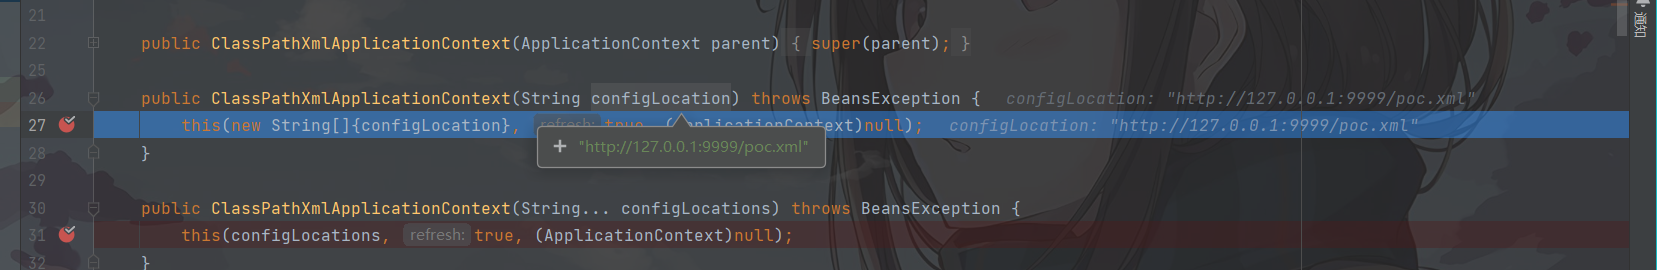 21
22 public ClassPathXmlApplicationContext(ApplicationContext parent) { super(parent); }
25
26 public ClassPathXmlApplicationContext(String configLocation) throws BeansException { configLocation: "http://127.0.0.1:9999/poc.xml"
27 this(new String[]{configLocation}, refresh: true, (ApplicationContext)null); configLocation: "http://127.0.0.1:9999/poc.xml"
+ "http://127.0.0.1:9999/poc.xml"
28 }
29
30 public ClassPathXmlApplicationContext(String... configLocations) throws BeansException {
31 this(configLocations, refresh: true, (ApplicationContext)null);
32 }
通知